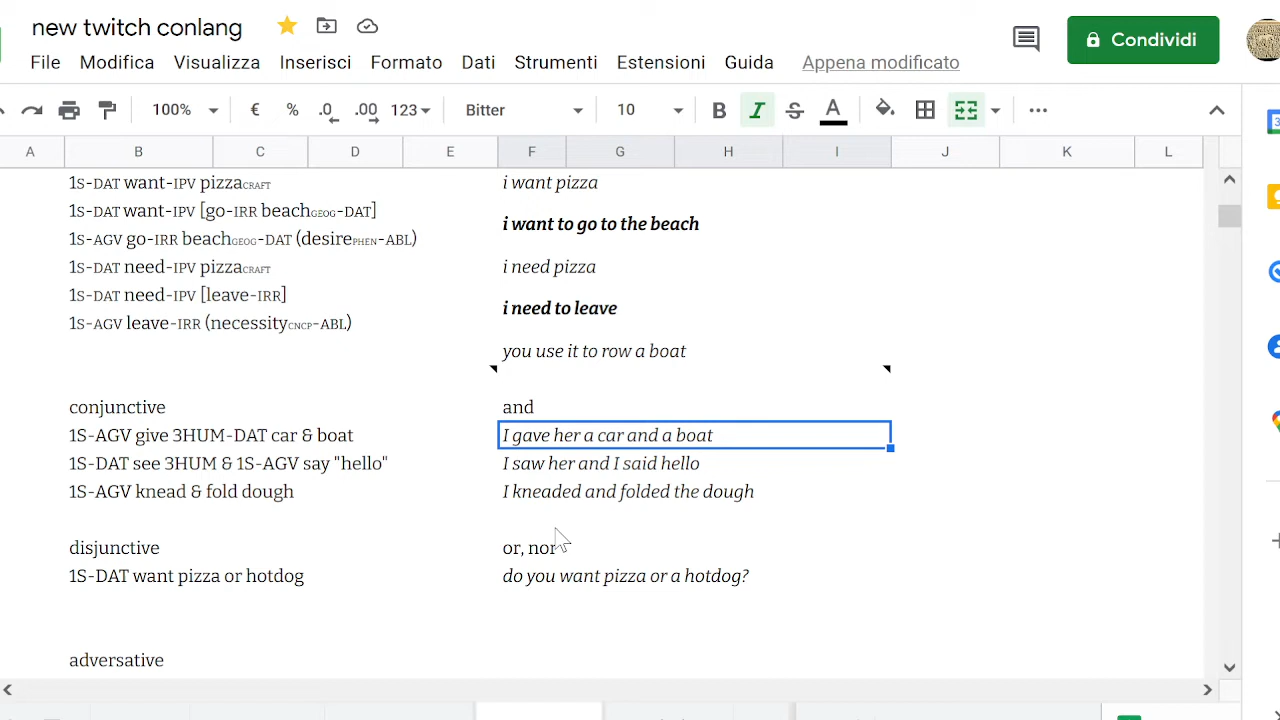 new twitch conlang
Condividi
File Modifica Visualizza Inserisci Formato Dati Strumenti Estensioni Guida Appena modificato
100% € % .0 .00 123 Bitter 10 B I S A
A B C D E F G H I J K L
1S-DAT want-IPV pizzaCRAFT i want pizza
1S-DAT want-IPV [go-IRR beachGEOG-DAT] i want to go to the beach
1S-AGV go-IRR beachGEOG-DAT (desirePHEN-ABL)
1S-DAT need-IPV pizzaCRAFT i need pizza
1S-DAT need-IPV [leave-IRR] i need to leave
1S-AGV leave-IRR (necessityCNCP-ABL)
you use it to row a boat
conjunctive and
1S-AGV give 3HUM-DAT car & boat I gave her a car and a boat
1S-DAT see 3HUM & 1S-AGV say "hello" I saw her and I said hello
1S-AGV knead & fold dough I kneaded and folded the dough
disjunctive or, nor
1S-DAT want pizza or hotdog do you want pizza or a hotdog?
adversative